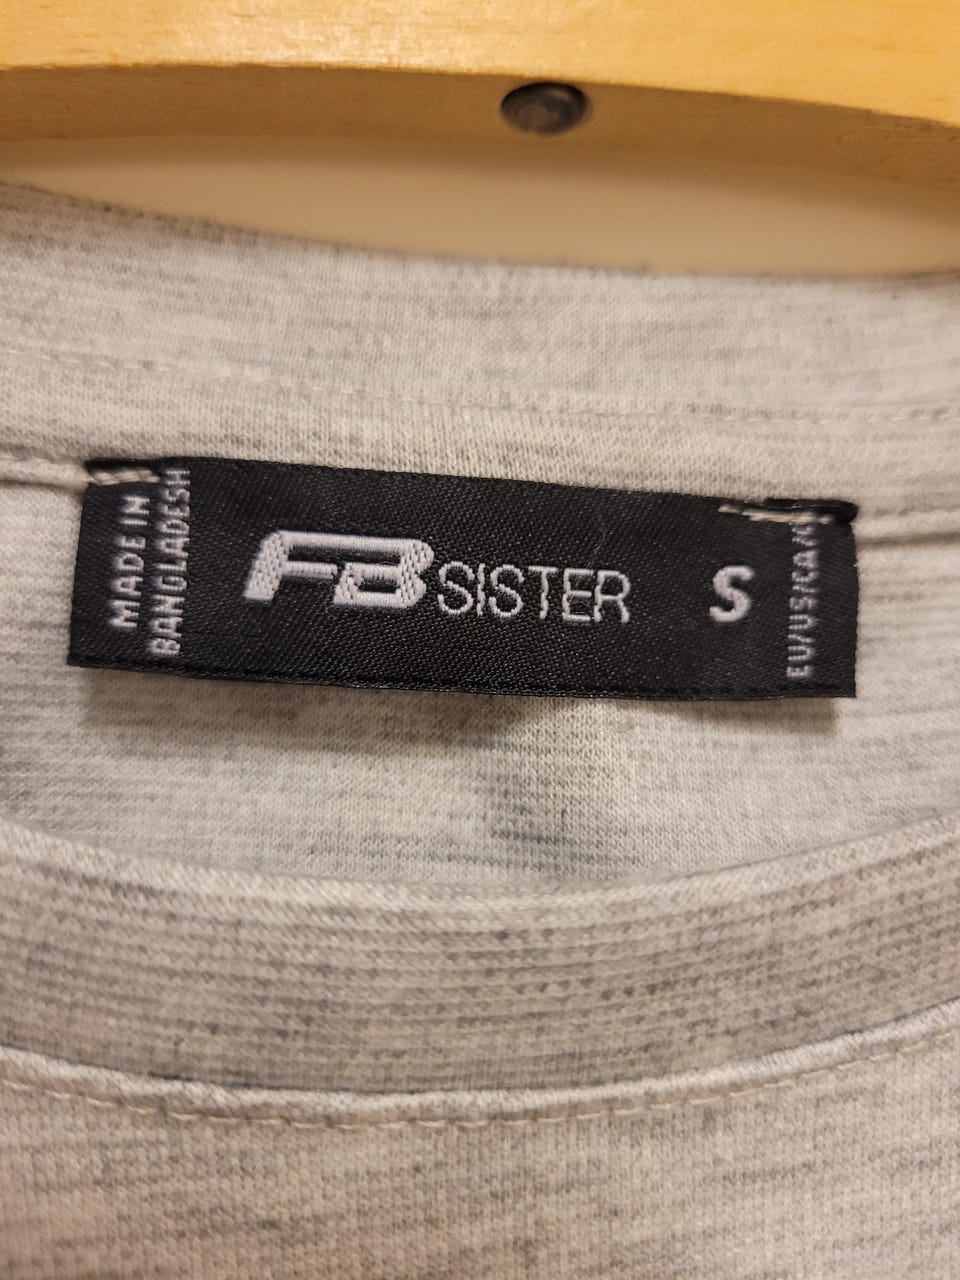 MADE IN
BANGLADESH
FB SISTER
S
EU/US/CA/